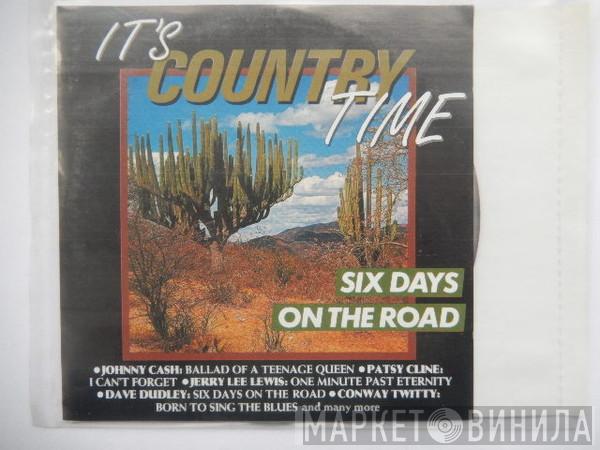 IT'S
COUNTRY
TIME
SIX DAYS
ON THE ROAD
•JOHNNY CASH: BALLAD OF A TEENAGE QUEEN •PATSY CLINE:
I CAN'T FORGET •JERRY LEE LEWIS: ONE MINUTE PAST ETERNITY
•DAVE DUDLEY: SIX DAYS ON THE ROAD •CONWAY TWITTY:
BORN TO SING THE BLUES and many more
МАРКЕТ ВИНИЛА